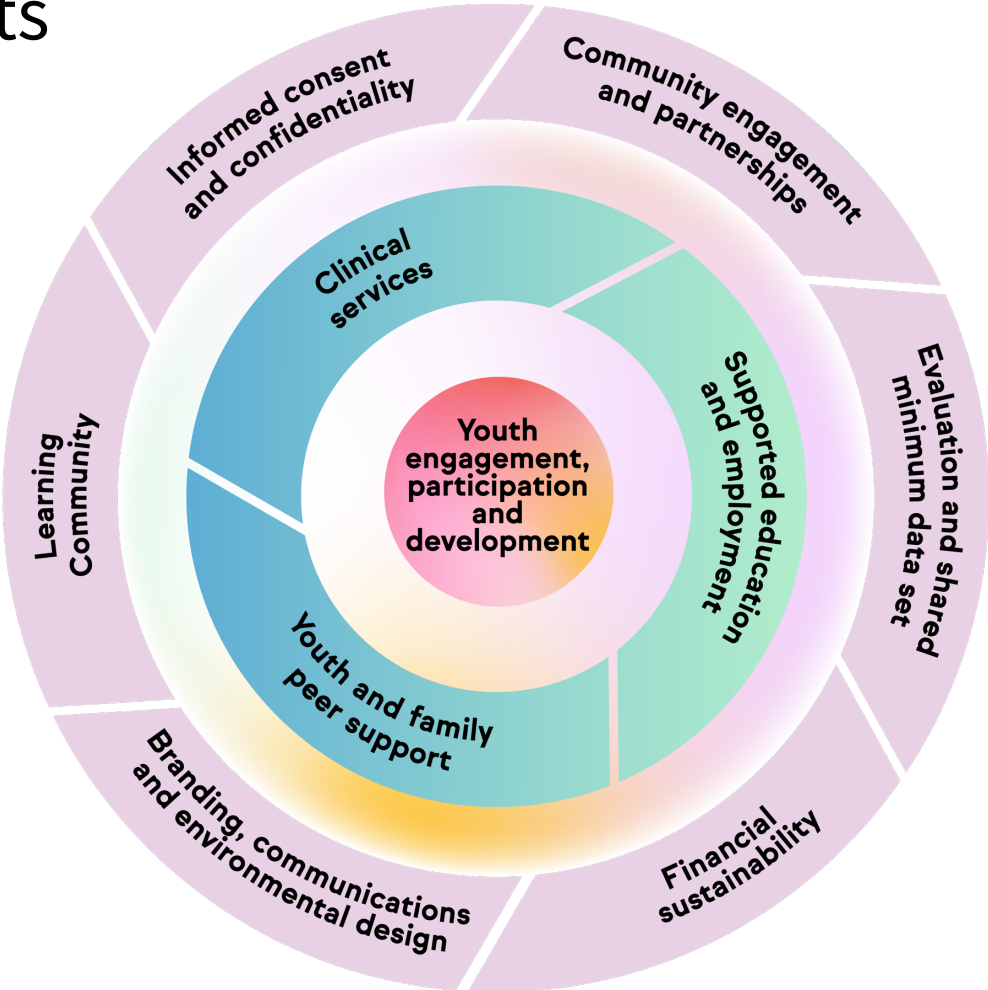 ts
Informed consent
and confidentiality
Community engagement
and partnerships
Evaluation and shared
minimum data set
Financial
sustainability
Branding, communications
and environmental design
Learning
Community
Clinical
services
Supported education
and employment
Youth and family
peer support
Youth
engagement,
participation
and
development